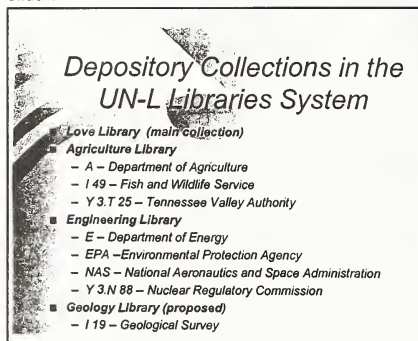 Depository Collections in the
UN-L Libraries System
■ Love Library (main collection)
■ Agriculture Library
– A – Department of Agriculture
– I 49 – Fish and Wildlife Service
– Y 3.T 25 – Tennessee Valley Authority
■ Engineering Library
– E – Department of Energy
– EPA –Environmental Protection Agency
– NAS – National Aeronautics and Space Administration
– Y 3.N 88 – Nuclear Regulatory Commission
■ Geology Library (proposed)
– I 19 – Geological Survey